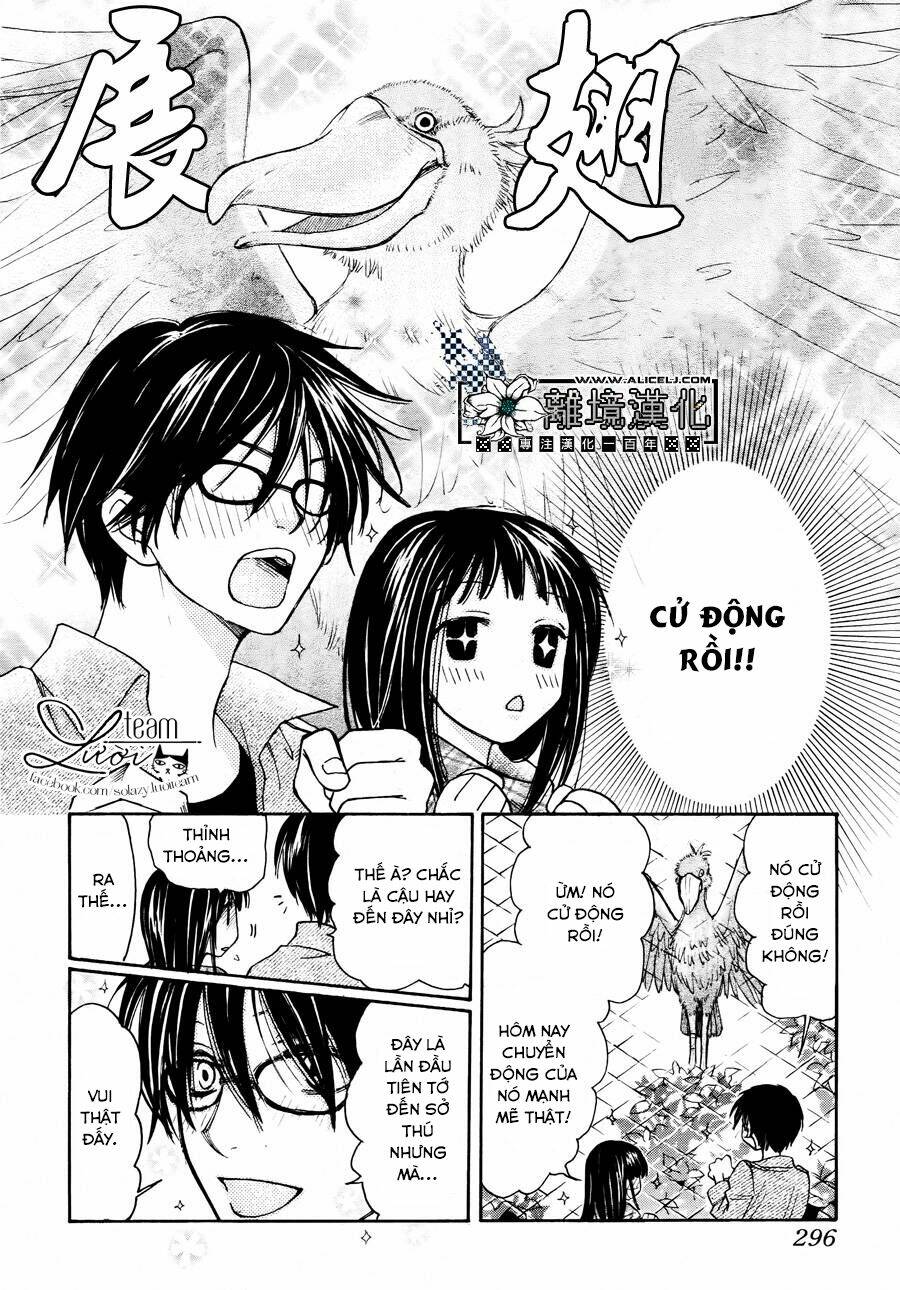 展翅
WWW.ALICELJ.COM
離境漢化
專注漢化一百年
CỬ ĐỘNG
RỒI!!
team
Lười
facebook.com/solazy.luoiteam
NÓ CỬ
ĐỘNG
RỒI
ĐÚNG
KHÔNG!
ỪM! NÓ
CỬ ĐỘNG
RỒI!
HÔM NAY
CHUYỂN
ĐỘNG CỦA
NÓ MẠNH
MẼ THẬT!
THẾ À? CHẮC
LÀ CẬU HAY
ĐẾN ĐÂY NHỈ?
THỈNH
THOẢNG...
RA
THẾ...
ĐÂY LÀ
LẦN ĐẦU
TIÊN TỚ
ĐẾN SỞ
THÚ
NHƯNG
MÀ...
VUI
THẬT
ĐẤY.
296